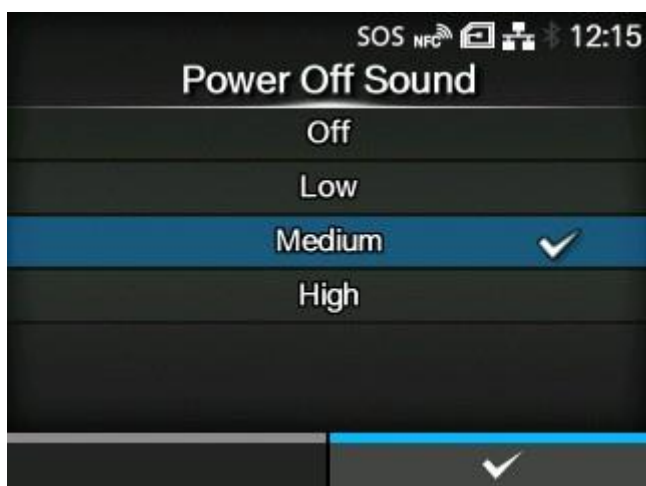 SOS NFC 12:15
Power Off Sound
Off
Low
Medium
High